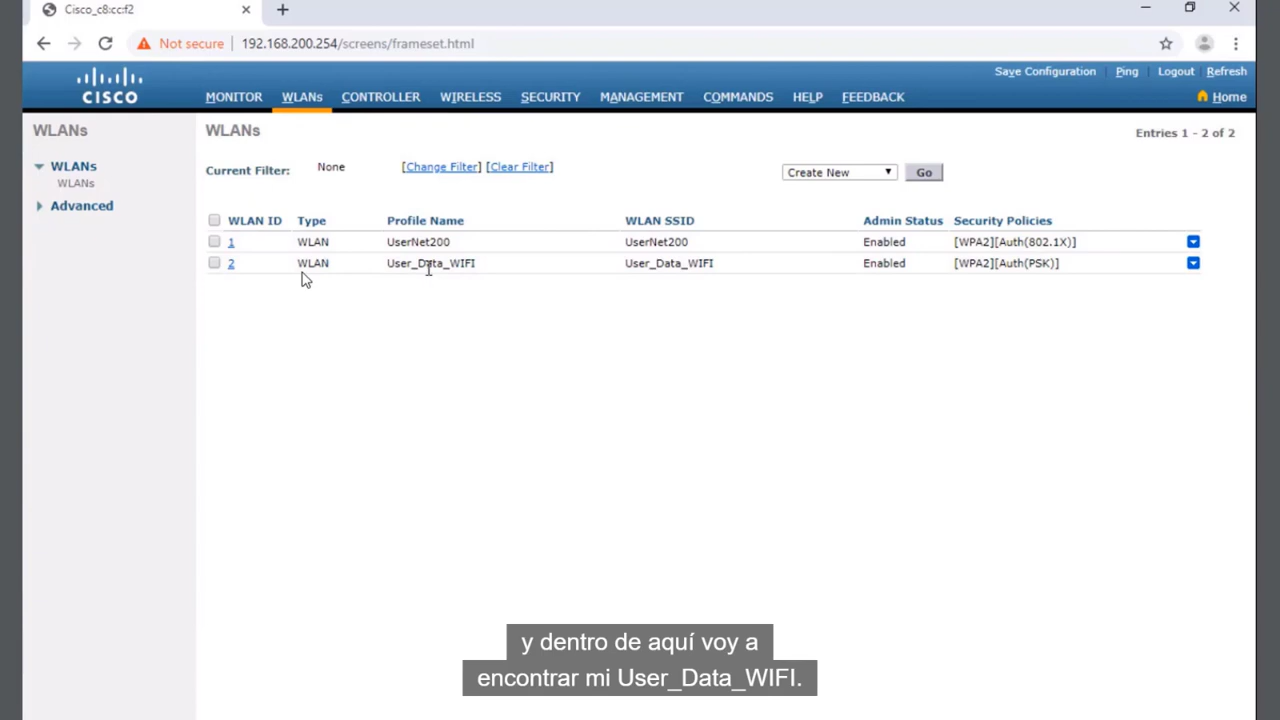 Cisco_c8:cc:f2
Not secure 192.168.200.254/screens/frameset.html
Save Configuration Ping Logout Refresh
CISCO MONITOR WLANs CONTROLLER WIRELESS SECURITY MANAGEMENT COMMANDS HELP FEEDBACK Home
WLANs WLANs Entries 1 - 2 of 2
WLANs
WLANs
Advanced
Current Filter: None [Change Filter] [Clear Filter] Create New Go
WLAN ID Type Profile Name WLAN SSID Admin Status Security Policies
1 WLAN UserNet200 UserNet200 Enabled [WPA2][Auth(802.1X)]
2 WLAN User_Data_WIFI User_Data_WIFI Enabled [WPA2][Auth(PSK)]
y dentro de aquí voy a
encontrar mi User_Data_WIFI.